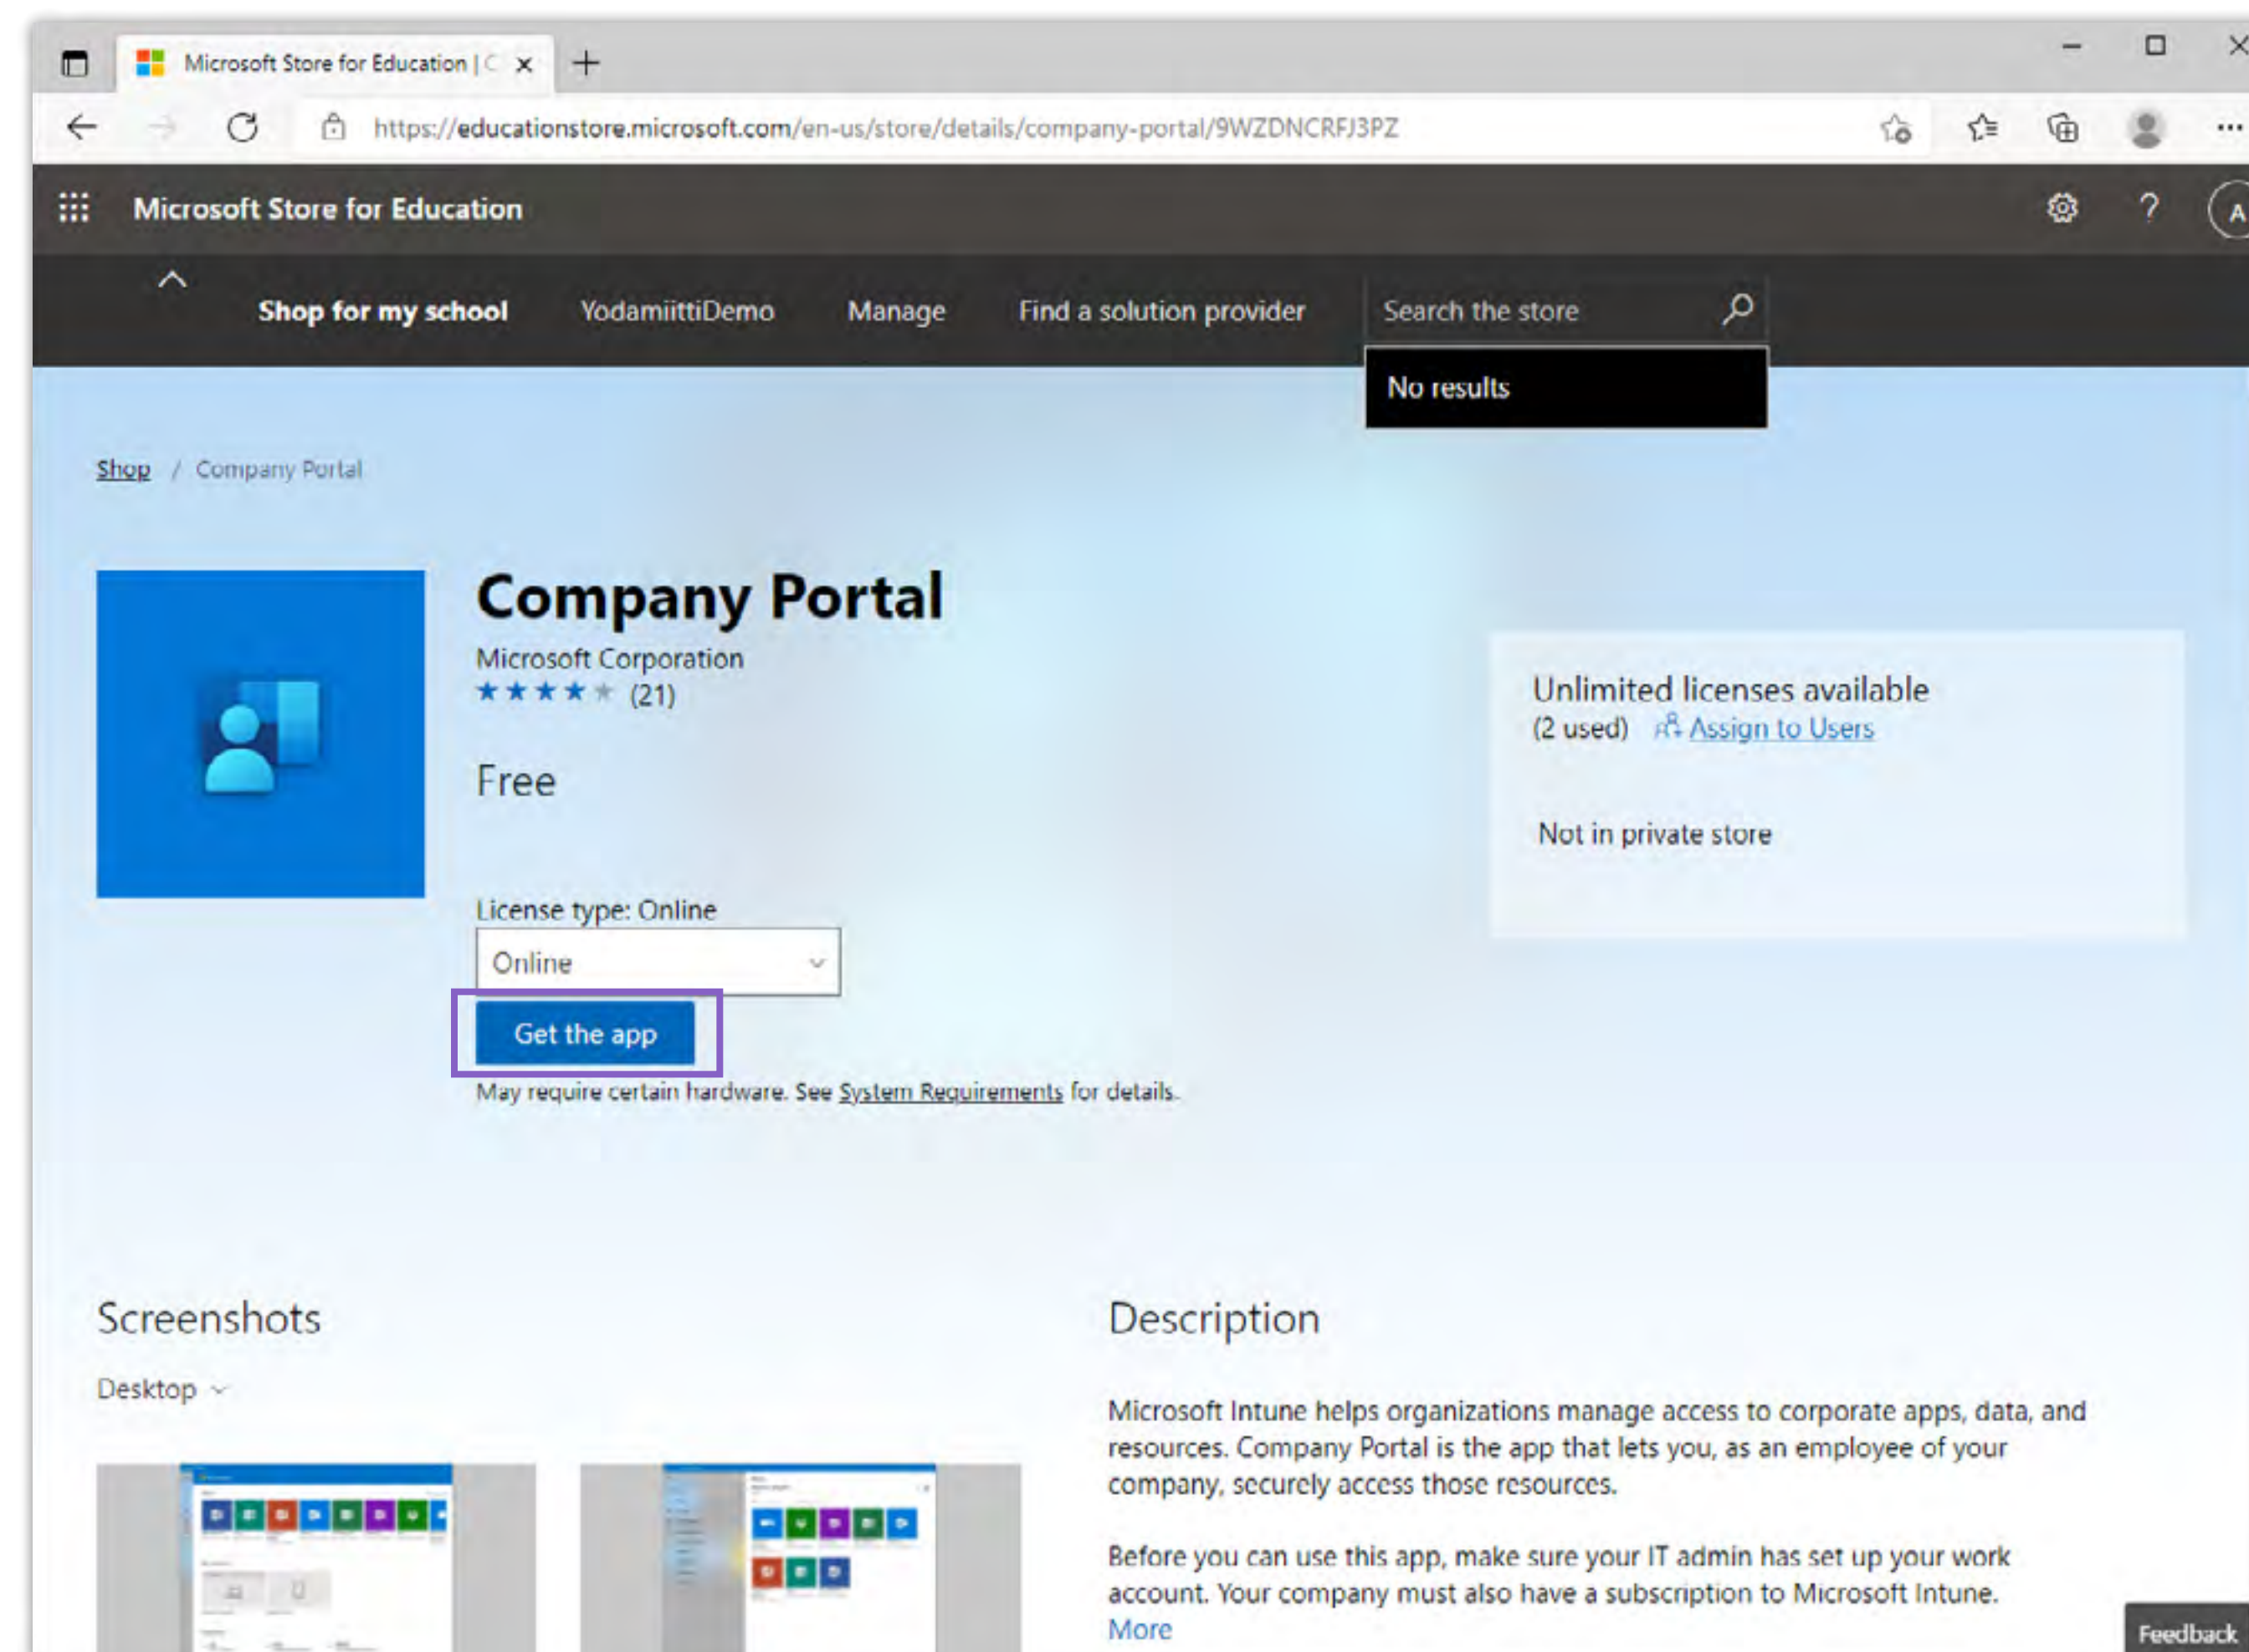 Microsoft Store for Education | C
https://educationstore.microsoft.com/en-us/store/details/company-portal/9WZDNCRFJ3PZ
Microsoft Store for Education
A
Shop for my school YodamiittiDemo Manage Find a solution provider Search the store
No results
Shop / Company Portal
Company Portal
Microsoft Corporation
(21)
Free
License type: Online
Online
Get the app
May require certain hardware. See System Requirements for details.
Unlimited licenses available
(2 used) Assign to Users
Not in private store
Screenshots
Desktop
Description
Microsoft Intune helps organizations manage access to corporate apps, data, and
resources. Company Portal is the app that lets you, as an employee of your
company, securely access those resources.
Before you can use this app, make sure your IT admin has set up your work
account. Your company must also have a subscription to Microsoft Intune.
More
Feedback